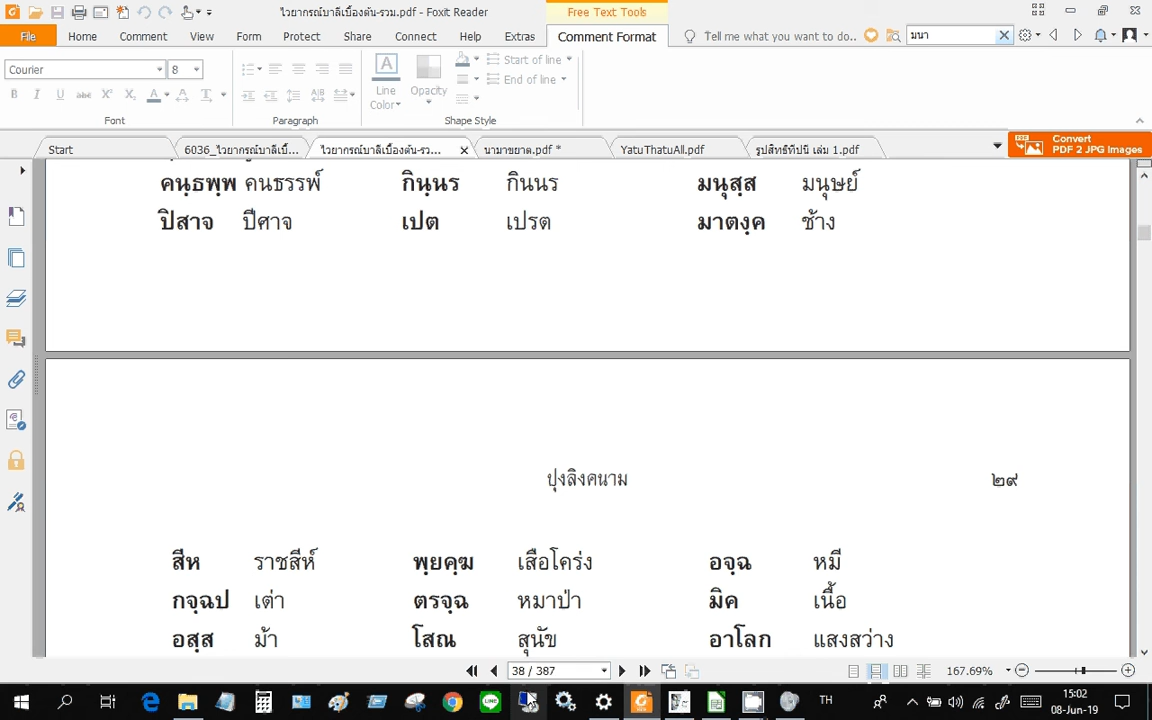 ไวยากรณ์บาลีเบื้องต้น-รวม.pdf - Foxit Reader
Free Text Tools
File Home Comment View Form Protect Share Connect Help Extras Comment Format Tell me what you want to do.. มนา
Courier 8 Start of line
A Line Color Opacity End of line
B I U abc X² X₂ A A T
Font Paragraph Shape Style
Convert PDF 2 JPG Images
Start 6036_ไวยากรณ์บาลีเบื้... ไวยากรณ์บาลีเบื้องต้น-รว... นามาขยาต.pdf * YatuThatuAll.pdf รูปสิทธิทีปนี เล่ม 1.pdf
คนฺธพฺพ คนธรรพ์ กินฺนร กินนร มนุสฺส มนุษย์
ปิสาจ ปีศาจ เปต เปรต มาตงฺค ช้าง
ปุงลิงคนาม ๒๙
สีห ราชสีห์ พฺยคฺฆ เสือโคร่ง อจฺฉ หมี
กจฺฉป เต่า ตรจฺฉ หมาป่า มิค เนื้อ
อสฺส ม้า โสณ สุนัข อาโลก แสงสว่าง
38 / 387 167.69%
LINE TH 15:02
08-Jun-19